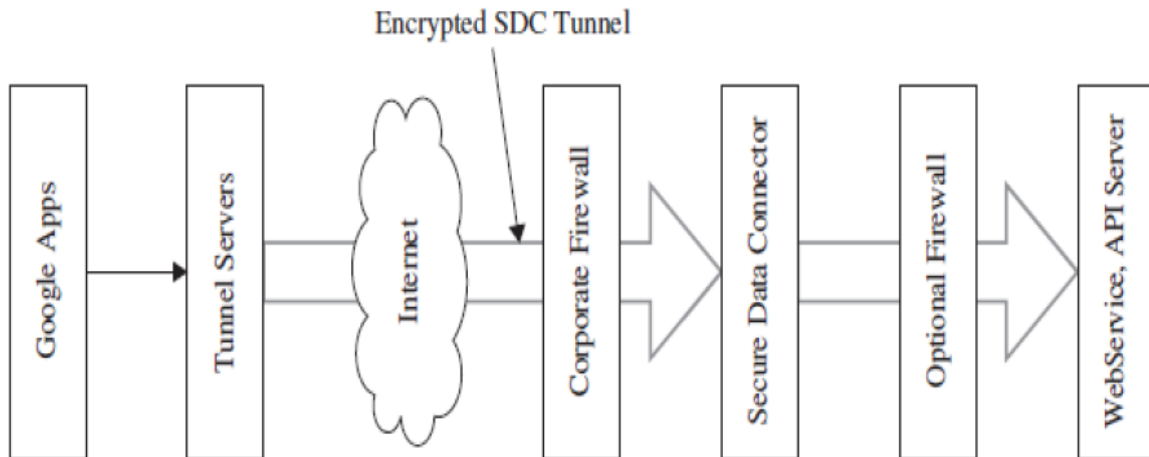 Encrypted SDC Tunnel
Google Apps
Tunnel Servers
Internet
Corporate Firewall
Secure Data Connector
Optional Firewall
WebService, API Server